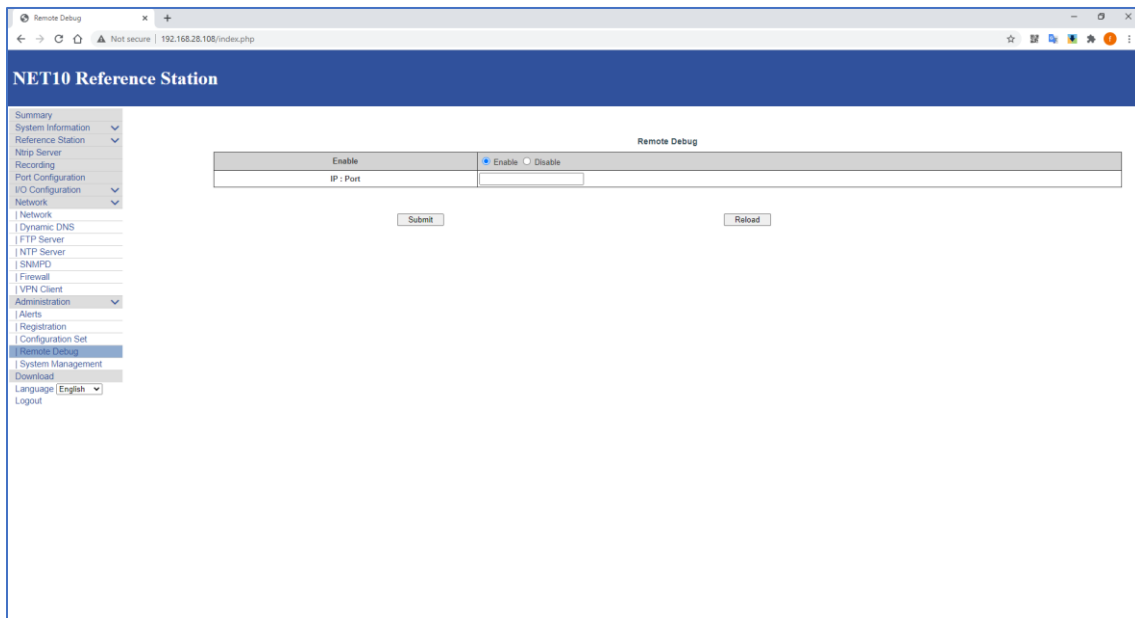 Remote Debug
Not secure | 192.168.28.108/index.php
NET10 Reference Station
Summary
System Information
Reference Station
Ntrip Server
Recording
Port Configuration
I/O Configuration
Network
| Network
| Dynamic DNS
| FTP Server
| NTP Server
| SNMPD
| Firewall
| VPN Client
Administration
| Alerts
| Registration
| Configuration Set
| Remote Debug
| System Management
Download
Language English
Logout
Remote Debug
Enable Enable Disable
IP : Port
Submit Reload